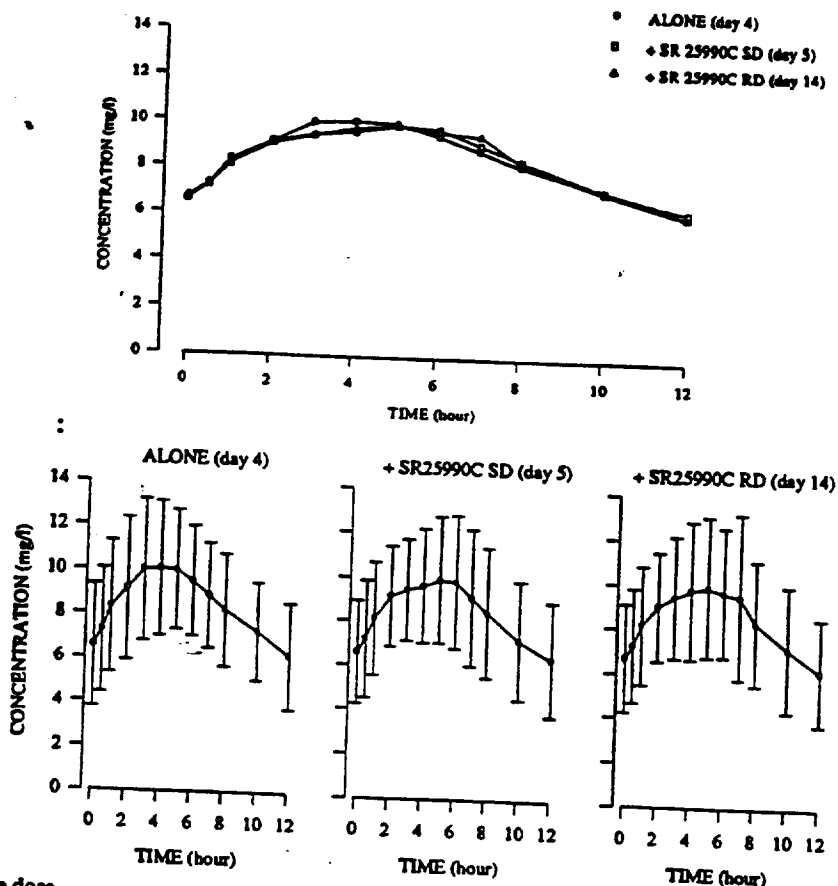 ALONE (day 4)
+ SR 25990C SD (day 5)
+ SR 25990C RD (day 14)
14
12
10
8
6
4
2
0
CONCENTRATION (mg/l)
0 2 4 6 8 10 12
TIME (hour)
:
ALONE (day 4)
+ SR25990C SD (day 5)
+ SR25990C RD (day 14)
14
12
10
8
6
4
2
0
CONCENTRATION (mg/l)
0 2 4 6 8 10 12
0 2 4 6 8 10 12
0 2 4 6 8 10 12
TIME (hour)
TIME (hour)
TIME (hour)
dose